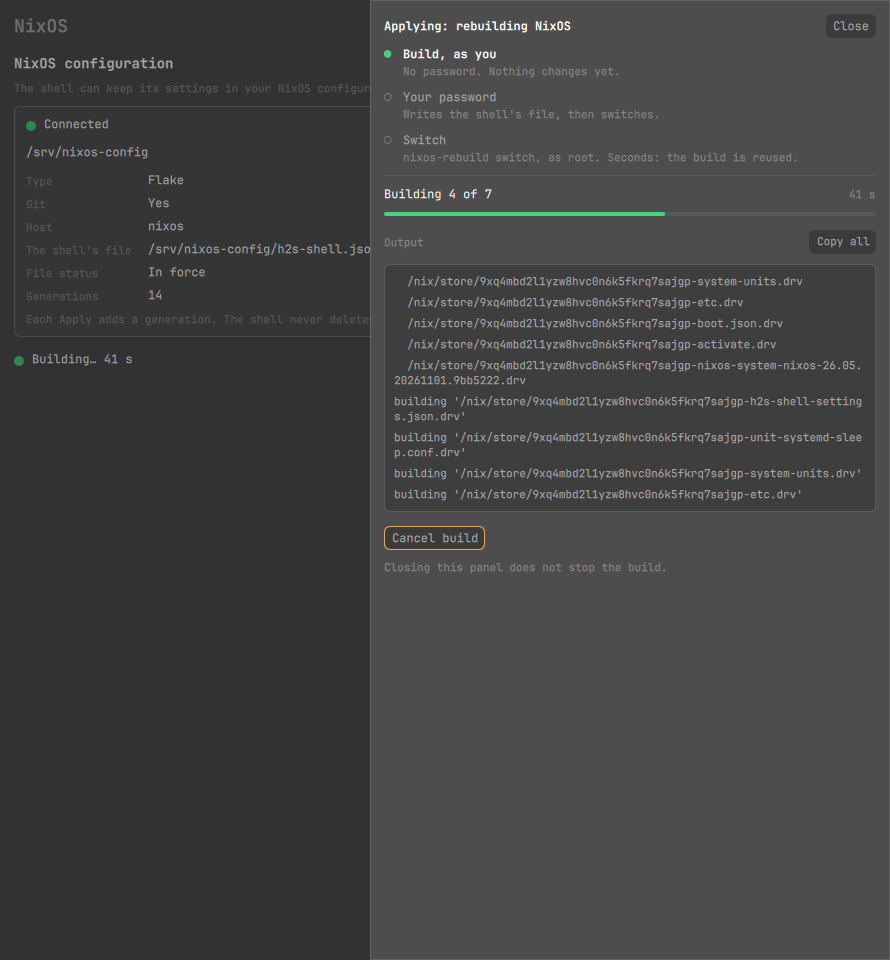 NixOS
NixOS configuration
The shell can keep its settings in your NixOS configur
Connected
/srv/nixos-config
Type Flake
Git Yes
Host nixos
The shell's file /srv/nixos-config/h2s-shell.jso
File status In force
Generations 14
Each Apply adds a generation. The shell never delete
Building… 41 s
Applying: rebuilding NixOS
Close
Build, as you
No password. Nothing changes yet.
Your password
Writes the shell's file, then switches.
Switch
nixos-rebuild switch, as root. Seconds: the build is reused.
Building 4 of 7 41 s
Output
Copy all
/nix/store/9xq4mbd2l1yzw8hvc0n6k5fkrq7sajgp-system-units.drv
/nix/store/9xq4mbd2l1yzw8hvc0n6k5fkrq7sajgp-etc.drv
/nix/store/9xq4mbd2l1yzw8hvc0n6k5fkrq7sajgp-boot.json.drv
/nix/store/9xq4mbd2l1yzw8hvc0n6k5fkrq7sajgp-activate.drv
/nix/store/9xq4mbd2l1yzw8hvc0n6k5fkrq7sajgp-nixos-system-nixos-26.05.
20261101.9bb5222.drv
building '/nix/store/9xq4mbd2l1yzw8hvc0n6k5fkrq7sajgp-h2s-shell-setting
s.json.drv'
building '/nix/store/9xq4mbd2l1yzw8hvc0n6k5fkrq7sajgp-unit-systemd-slee
p.conf.drv'
building '/nix/store/9xq4mbd2l1yzw8hvc0n6k5fkrq7sajgp-system-units.drv'
building '/nix/store/9xq4mbd2l1yzw8hvc0n6k5fkrq7sajgp-etc.drv'
Cancel build
Closing this panel does not stop the build.